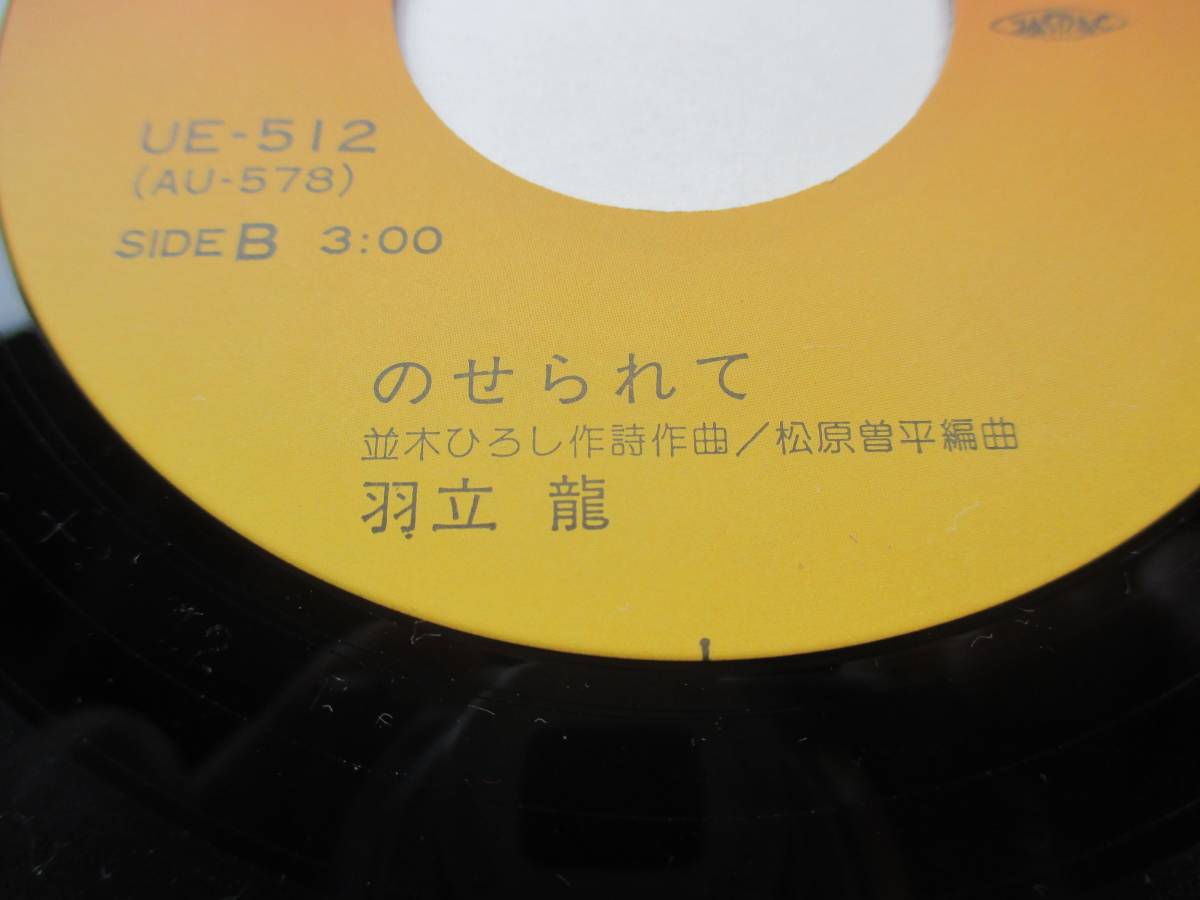 JASRAC
UE-512
(AU-578)
SIDE B 3:00
のせられて
並木ひろし作詩作曲/松原曽平編曲
羽立 龍